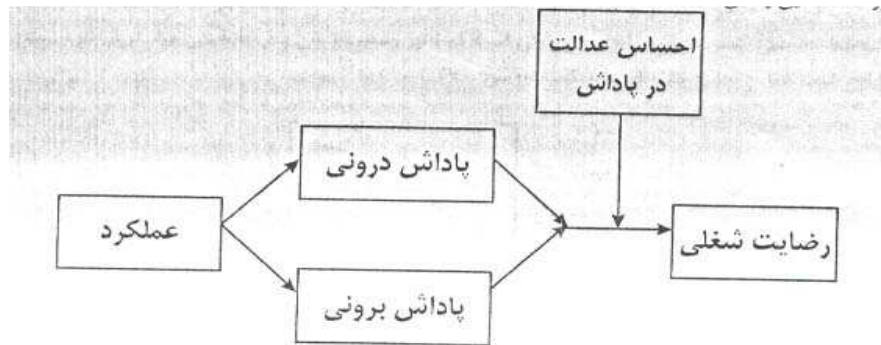 احساس عدالت
در پاداش
پاداش درونی
عملکرد
رضایت شغلی
پاداش برونی